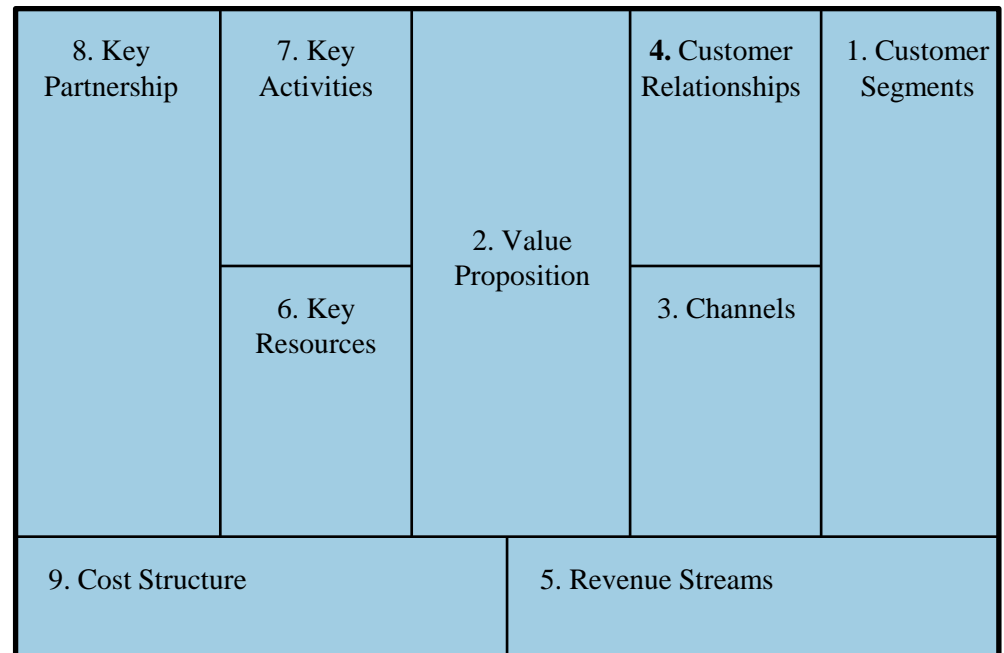 8. Key
Partnership
7. Key
Activities
6. Key
Resources
2. Value
Proposition
4. Customer
Relationships
3. Channels
1. Customer
Segments
9. Cost Structure
5. Revenue Streams